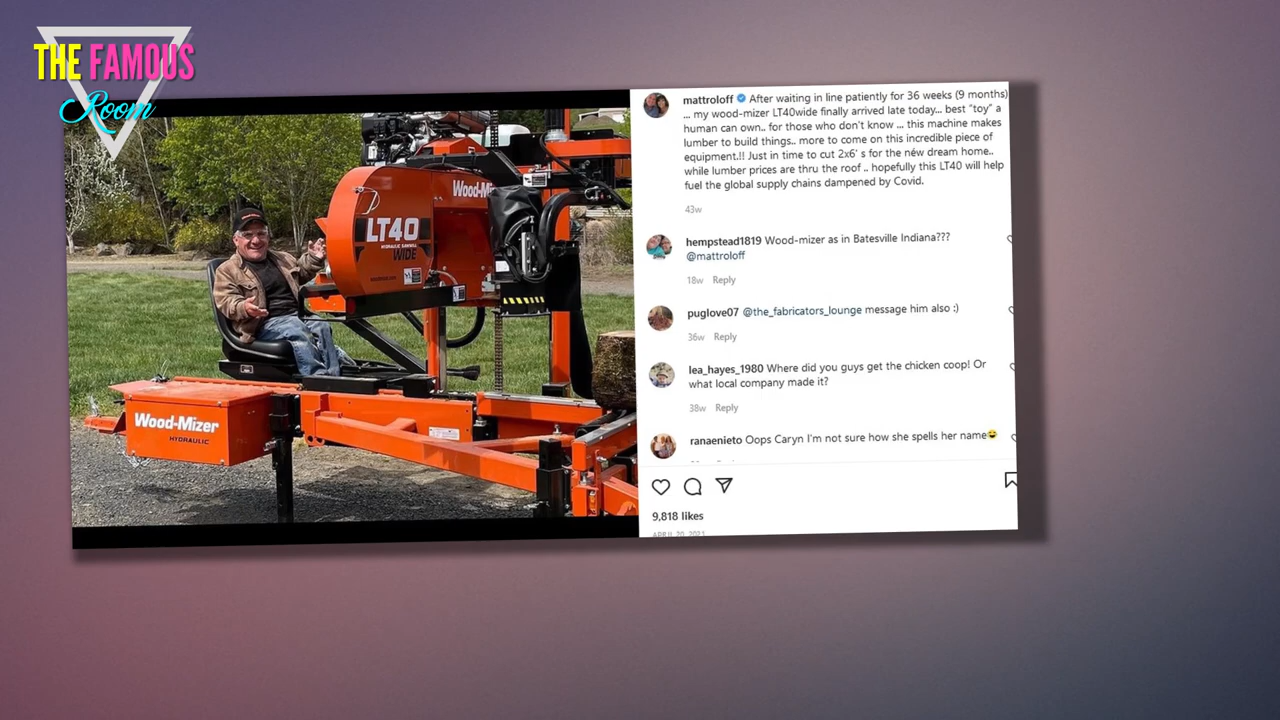 THE FAMOUS
Room
Wood-Mi
LT40
HYDRAULIC SAWMILL
WIDE
Wood-Mizer
HYDRAULIC
mattroloff After waiting in line patiently for 36 weeks (9 months)
... my wood-mizer LT40wide finally arrived late today... best "toy" a
human can own.. for those who don't know ... this machine makes
lumber to build things.. more to come on this incredible piece of
equipment.!! Just in time to cut 2x6' s for the new dream home..
while lumber prices are thru the roof .. hopefully this LT40 will help
fuel the global supply chains dampened by Covid.
43w
hempstead1819 Wood-mizer as in Batesville Indiana???
@mattroloff
18w Reply
puglove07 @the_fabricators_lounge message him also :)
36w Reply
lea_hayes_1980 Where did you guys get the chicken coop! Or
what local company made it?
38w Reply
ranaenieto Oops Caryn I'm not sure how she spells her name😄
9,818 likes
APRIL 20, 2021